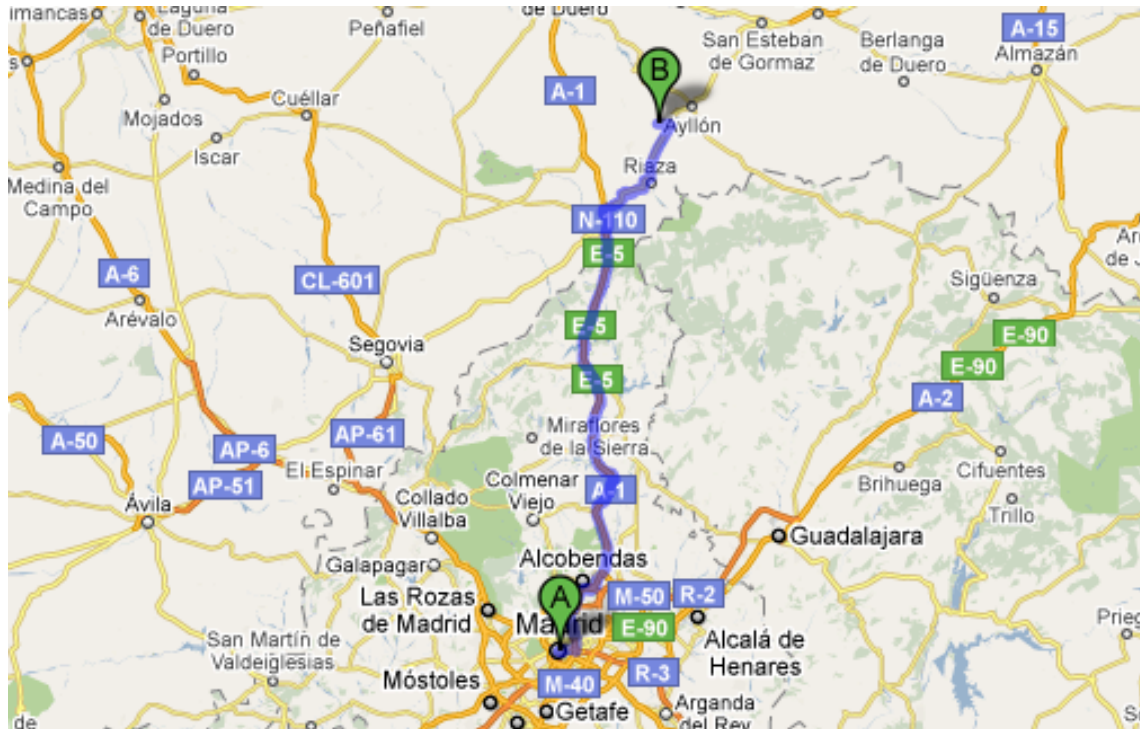 imancas
Laguna
de Duero
Portillo
Peñafiel
San Esteban
de Gormaz
Berlanga
de Duero
A-15
Almazán
Mojados
Cuéllar
A-1
B
Ayllón
Iscar
Riaza
Medina del
Campo
N-110
E-5
A-6
CL-601
Sigüenza
Arévalo
E-5
E-90
Segovia
E-90
E-5
A-2
A-50
AP-6
AP-61
Miraflores
de la Sierra
El Espinar
AP-51
Cifuentes
Colmenar
Viejo
A-1
Brihuega
Ávila
Collado
Villalba
Trillo
Guadalajara
Galapagar
Alcobendas
A
Las Rozas
de Madrid
M-50
R-2
Madrid
E-90
Alcalá de
Henares
Prieg
San Martín de
Valdeiglesias
Móstoles
M-40
R-3
Getafe
Arganda
del Rey
de